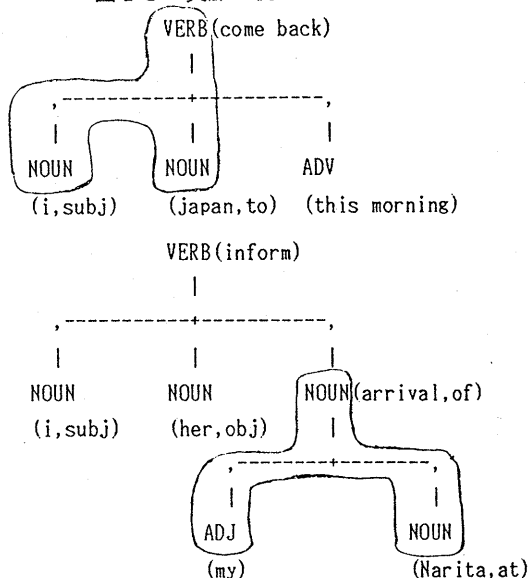 VERB(come back)
|
,-----------+-----------,
| | |
NOUN NOUN ADV
(i,subj) (japan,to) (this morning)
VERB(inform)
|
,-----------+-----------,
| | |
NOUN NOUN NOUN(arrival,of)
(i,subj) (her,obj) |
,--------+--------,
| |
ADJ NOUN
(my) (Narita,at)